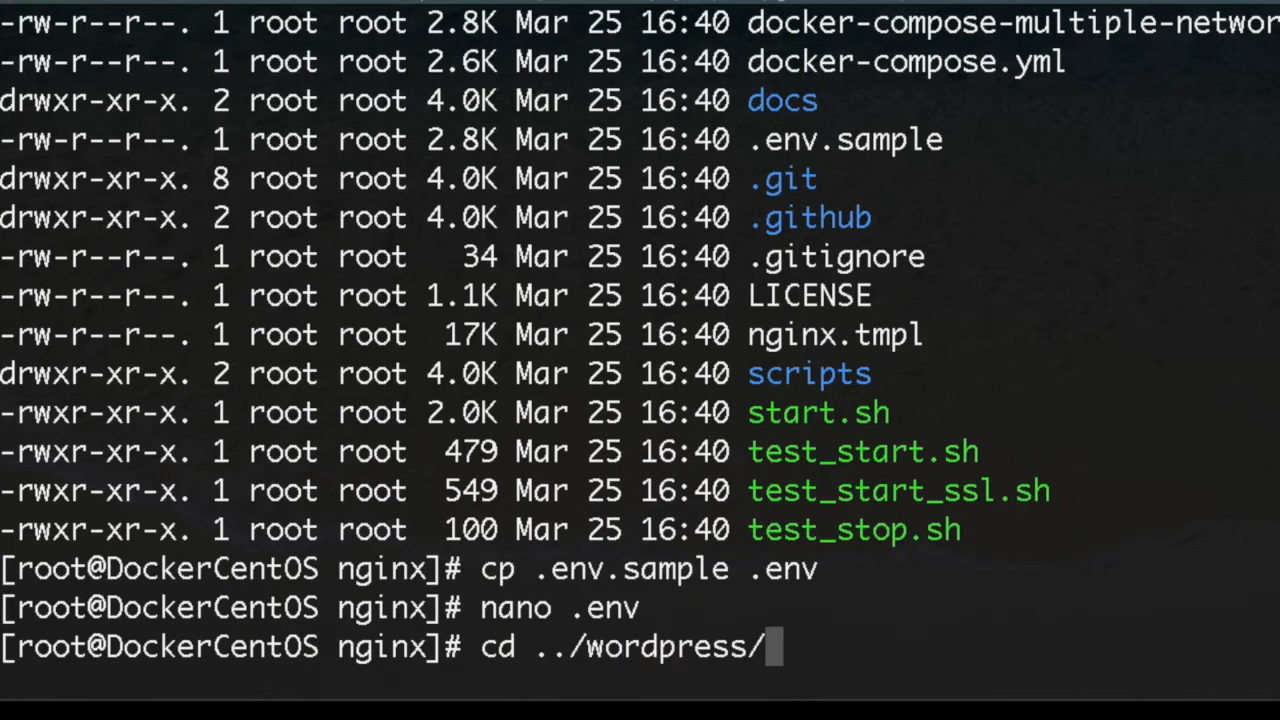 -rw-r--r--. 1 root root 2.8K Mar 25 16:40 docker-compose-multiple-networ
-rw-r--r--. 1 root root 2.6K Mar 25 16:40 docker-compose.yml
drwxr-xr-x. 2 root root 4.0K Mar 25 16:40 docs
-rw-r--r--. 1 root root 2.8K Mar 25 16:40 .env.sample
drwxr-xr-x. 8 root root 4.0K Mar 25 16:40 .git
drwxr-xr-x. 2 root root 4.0K Mar 25 16:40 .github
-rw-r--r--. 1 root root 34 Mar 25 16:40 .gitignore
-rw-r--r--. 1 root root 1.1K Mar 25 16:40 LICENSE
-rw-r--r--. 1 root root 17K Mar 25 16:40 nginx.tmpl
drwxr-xr-x. 2 root root 4.0K Mar 25 16:40 scripts
-rwxr-xr-x. 1 root root 2.0K Mar 25 16:40 start.sh
-rwxr-xr-x. 1 root root 479 Mar 25 16:40 test_start.sh
-rwxr-xr-x. 1 root root 549 Mar 25 16:40 test_start_ssl.sh
-rwxr-xr-x. 1 root root 100 Mar 25 16:40 test_stop.sh
[root@DockerCentOS nginx]# cp .env.sample .env
[root@DockerCentOS nginx]# nano .env
[root@DockerCentOS nginx]# cd ../wordpress/